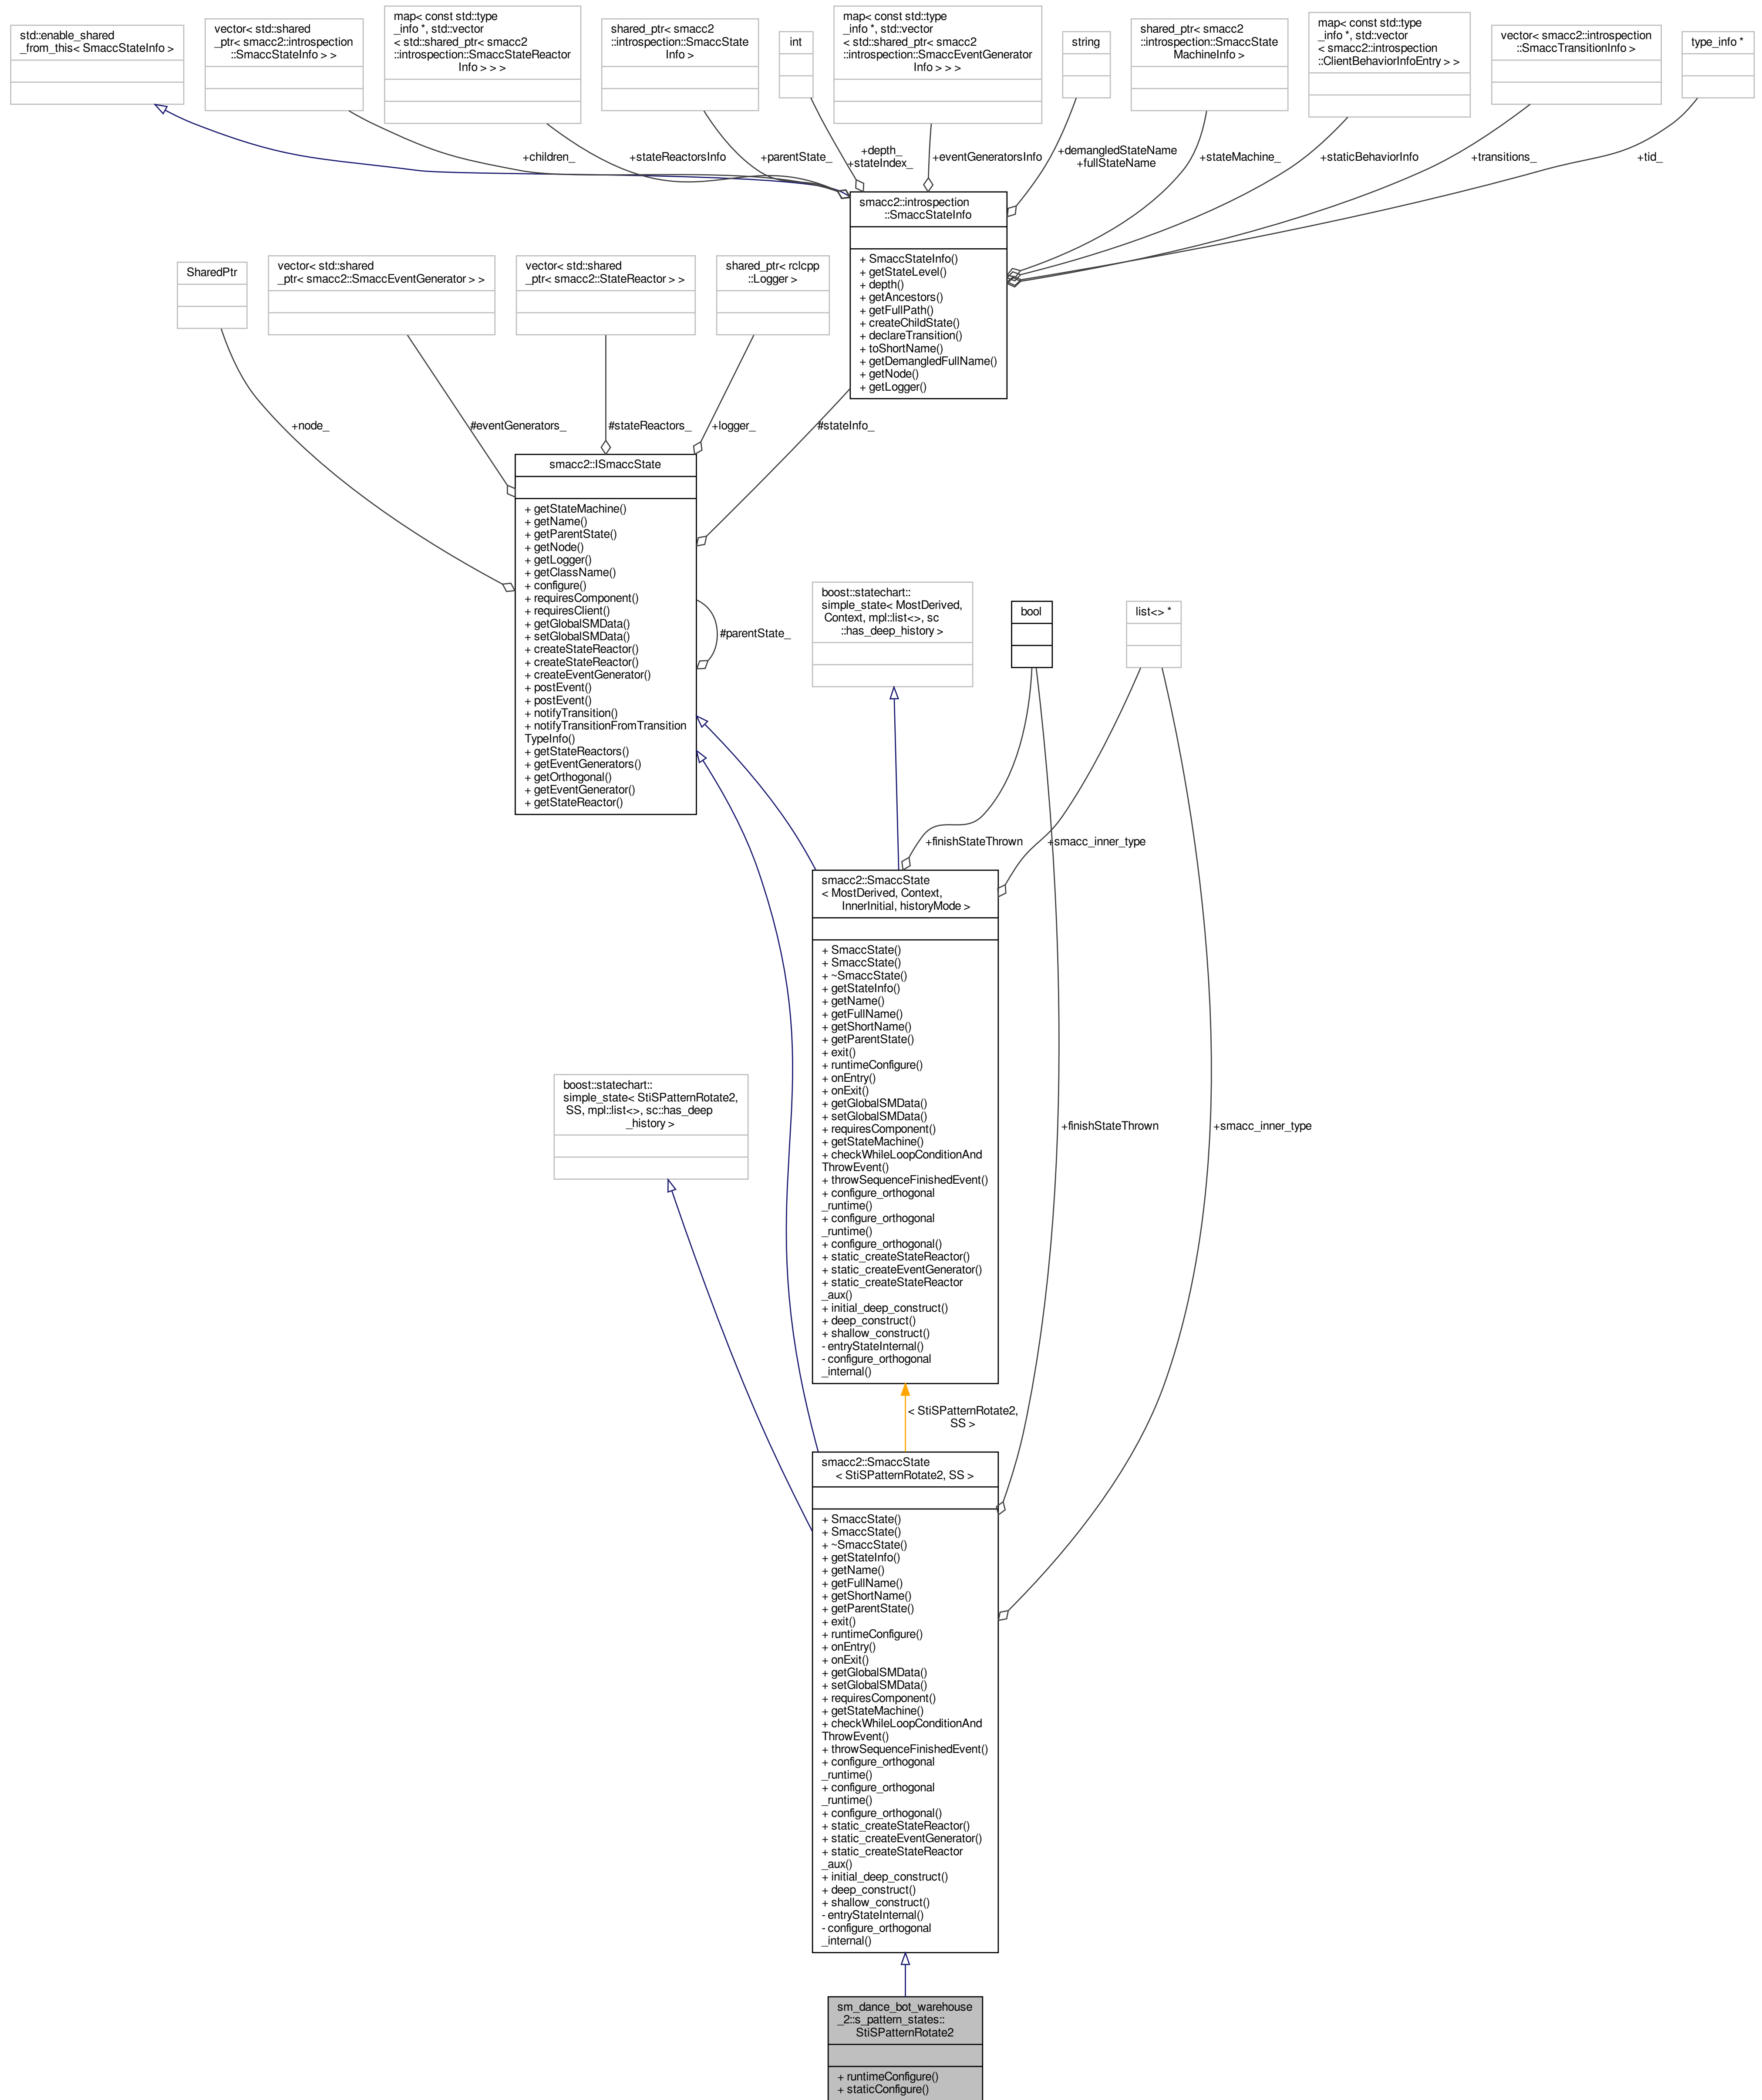 std::enable_shared
_from_this< SmaccStateInfo >
vector< std::shared
_ptr< smacc2::introspection
::SmaccStateInfo > >
map< const std::type
_info *, std::vector
< std::shared_ptr< smacc2
::introspection::SmaccStateReactor
Info > > >
shared_ptr< smacc2
::introspection::SmaccState
Info >
int
map< const std::type
_info *, std::vector
< std::shared_ptr< smacc2
::introspection::SmaccEventGenerator
Info > > >
string
shared_ptr< smacc2
::introspection::SmaccState
MachineInfo >
map< const std::type
_info *, std::vector
< smacc2::introspection
::ClientBehaviorInfoEntry > >
vector< smacc2::introspection
::SmaccTransitionInfo >
type_info *
+children_
+stateReactorsInfo
+parentState_
+depth_
+stateIndex_
+eventGeneratorsInfo
+demangledStateName
+fullStateName
+stateMachine_
+staticBehaviorInfo
+transitions_
+tid_
smacc2::introspection
::SmaccStateInfo
+ SmaccStateInfo()
+ getStateLevel()
+ depth()
+ getAncestors()
+ getFullPath()
+ createChildState()
+ declareTransition()
+ toShortName()
+ getDemangledFullName()
+ getNode()
+ getLogger()
SharedPtr
vector< std::shared
_ptr< smacc2::SmaccEventGenerator > >
vector< std::shared
_ptr< smacc2::StateReactor > >
shared_ptr< rclcpp
::Logger >
+node_
#eventGenerators_
#stateReactors_
+logger_
#stateInfo_
smacc2::ISmaccState
+ getStateMachine()
+ getName()
+ getParentState()
+ getNode()
+ getLogger()
+ getClassName()
+ configure()
+ requiresComponent()
+ requiresClient()
+ getGlobalSMData()
+ setGlobalSMData()
+ createStateReactor()
+ createStateReactor()
+ createEventGenerator()
+ postEvent()
+ postEvent()
+ notifyTransition()
+ notifyTransitionFromTransition
TypeInfo()
+ getStateReactors()
+ getEventGenerators()
+ getOrthogonal()
+ getEventGenerator()
+ getStateReactor()
#parentState_
boost::statechart::
simple_state< MostDerived,
Context, mpl::list<>, sc
::has_deep_history >
bool
list<> *
+finishStateThrown
+smacc_inner_type
smacc2::SmaccState
< MostDerived, Context,
InnerInitial, historyMode >
+ SmaccState()
+ SmaccState()
+ ~SmaccState()
+ getStateInfo()
+ getName()
+ getFullName()
+ getShortName()
+ getParentState()
+ exit()
+ runtimeConfigure()
+ onEntry()
+ onExit()
+ getGlobalSMData()
+ setGlobalSMData()
+ requiresComponent()
+ getStateMachine()
+ checkWhileLoopConditionAnd
ThrowEvent()
+ throwSequenceFinishedEvent()
+ configure_orthogonal
_runtime()
+ configure_orthogonal
_runtime()
+ configure_orthogonal()
+ static_createStateReactor()
+ static_createEventGenerator()
+ static_createStateReactor
_aux()
+ initial_deep_construct()
+ deep_construct()
+ shallow_construct()
- entryStateInternal()
- configure_orthogonal
_internal()
boost::statechart::
simple_state< StiSPatternRotate2,
SS, mpl::list<>, sc::has_deep
_history >
+finishStateThrown
+smacc_inner_type
< StiSPatternRotate2,
SS >
smacc2::SmaccState
< StiSPatternRotate2, SS >
+ SmaccState()
+ SmaccState()
+ ~SmaccState()
+ getStateInfo()
+ getName()
+ getFullName()
+ getShortName()
+ getParentState()
+ exit()
+ runtimeConfigure()
+ onEntry()
+ onExit()
+ getGlobalSMData()
+ setGlobalSMData()
+ requiresComponent()
+ getStateMachine()
+ checkWhileLoopConditionAnd
ThrowEvent()
+ throwSequenceFinishedEvent()
+ configure_orthogonal
_runtime()
+ configure_orthogonal
_runtime()
+ configure_orthogonal()
+ static_createStateReactor()
+ static_createEventGenerator()
+ static_createStateReactor
_aux()
+ initial_deep_construct()
+ deep_construct()
+ shallow_construct()
- entryStateInternal()
- configure_orthogonal
_internal()
sm_dance_bot_warehouse
_2::s_pattern_states::
StiSPatternRotate2
+ runtimeConfigure()
+ staticConfigure()